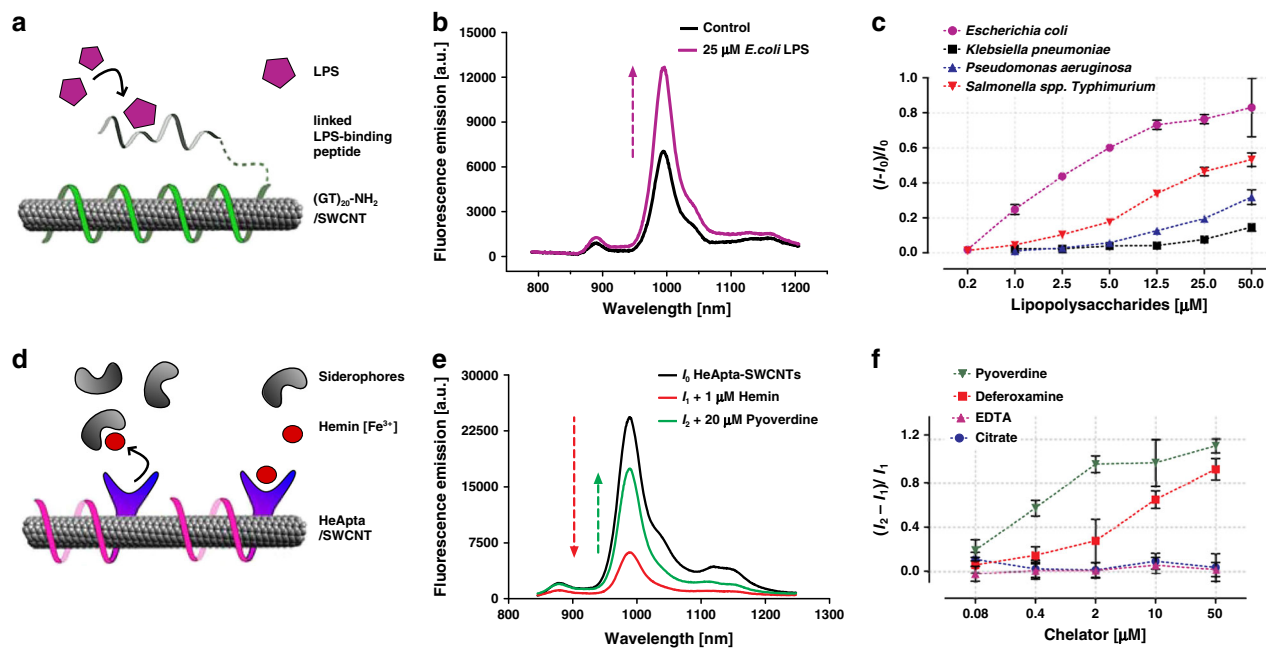 a
LPS
linked
LPS-binding
peptide
(GT)₂₀-NH₂
/SWCNT
b
Control
25 μM E.coli LPS
Fluorescence emission [a.u.]
15000
12000
9000
6000
3000
0
800
900
1000
1100
1200
Wavelength [nm]
c
Escherichia coli
Klebsiella pneumoniae
Pseudomonas aeruginosa
Salmonella spp. Typhimurium
(I-I₀)/I₀
1.0
0.8
0.6
0.4
0.2
0.0
0.2
1.0
2.5
5.0
12.5
25.0
50.0
Lipopolysaccharides [μM]
d
Siderophores
Hemin [Fe³⁺]
HeApta
/SWCNT
e
I₀ HeApta-SWCNTs
I₁ + 1 μM Hemin
I₂ + 20 μM Pyoverdine
Fluorescence emission [a.u.]
30000
22500
15000
7500
0
800
900
1000
1100
1200
1300
Wavelength [nm]
f
Pyoverdine
Deferoxamine
EDTA
Citrate
(I₂ – I₁)/ I₁
1.2
0.8
0.4
0.0
0.08
0.4
2
10
50
Chelator [μM]